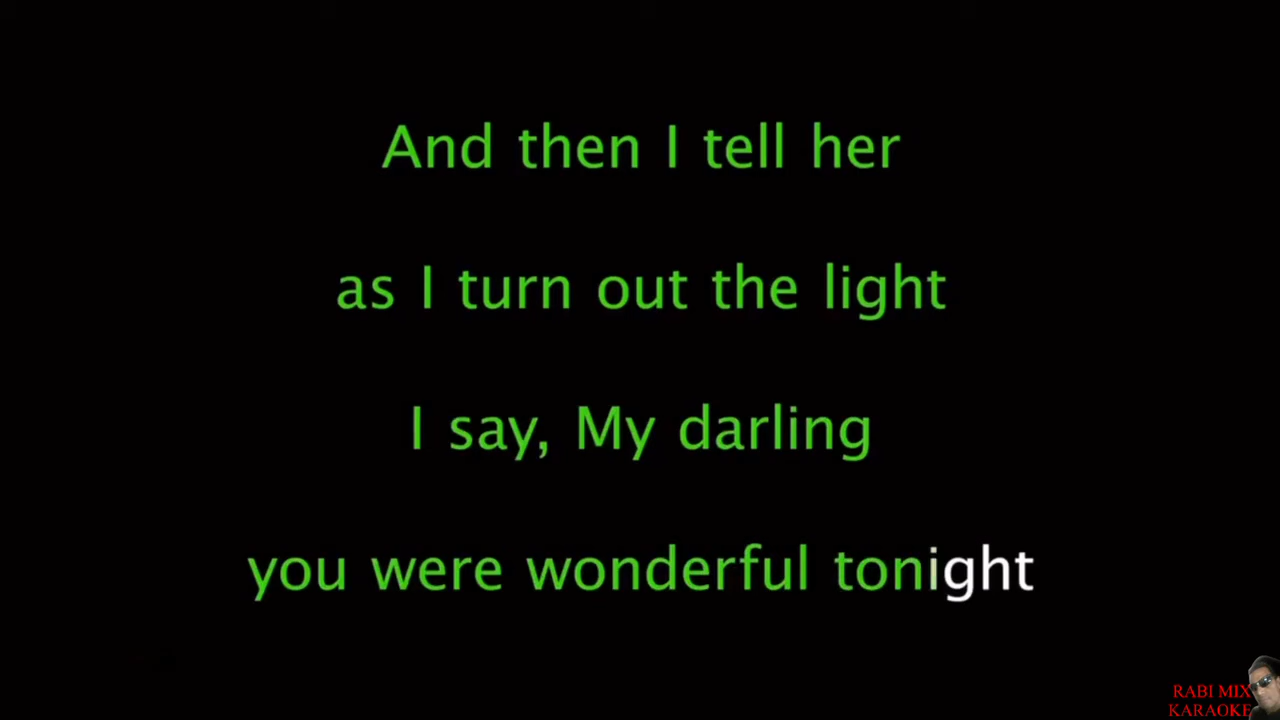 And then I tell her
as I turn out the light
I say, My darling
you were wonderful tonight
RABI MIX
KARAOKE